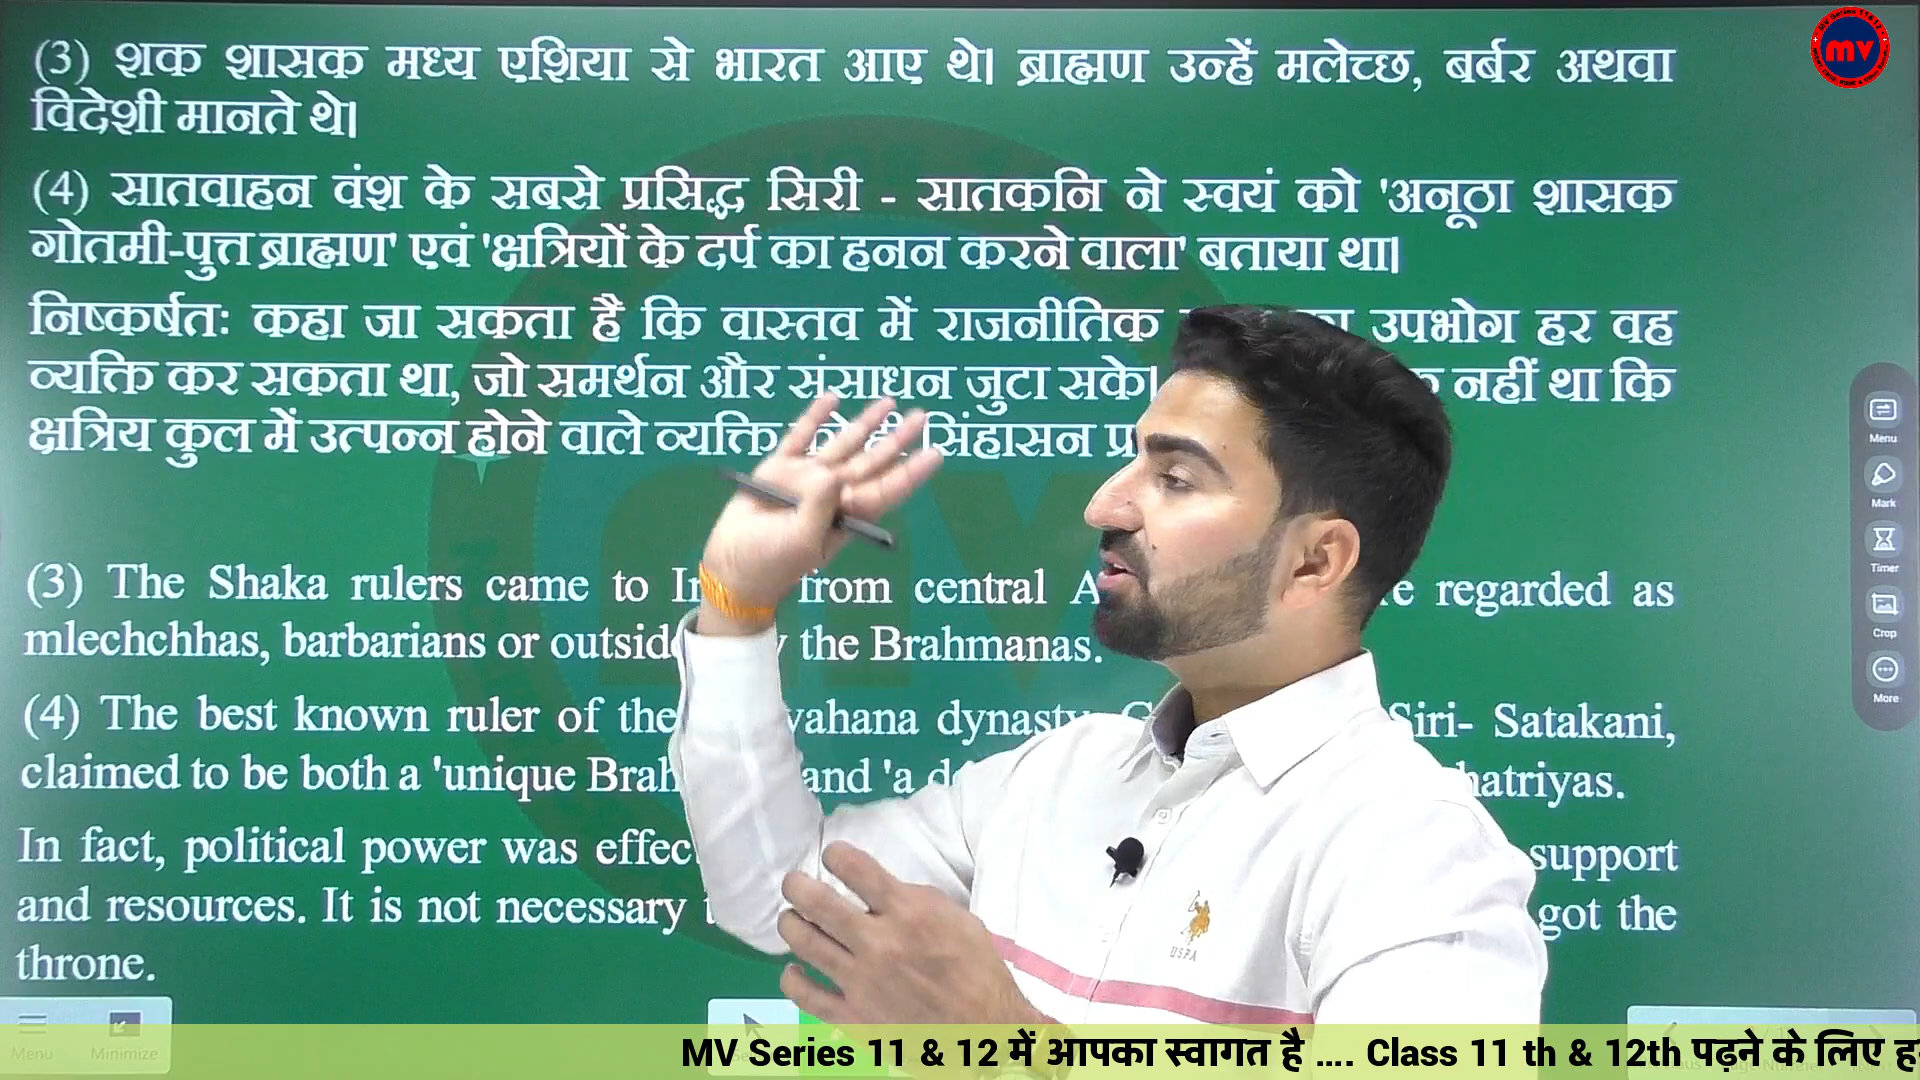 (3) शक शासक मध्य एशिया से भारत आए थे। ब्राह्मण उन्हें मलेच्छ, बर्बर अथवा
विदेशी मानते थे।
(4) सातवाहन वंश के सबसे प्रसिद्ध सिरी - सातकनि ने स्वयं को 'अनूठा शासक
गोतमी-पुत्त ब्राह्मण' एवं 'क्षत्रियों के दर्प का हनन करने वाला' बताया था।
निष्कर्षतः कहा जा सकता है कि वास्तव में राजनीतिक उपभोग हर वह
व्यक्ति कर सकता था, जो समर्थन और संसाधन जुटा सके। नहीं था कि
क्षत्रिय कुल में उत्पन्न होने वाले व्यक्ति को ही सिंहासन
(3) The Shaka rulers came to from central regarded as
mlechchhas, barbarians or the Brahmanas.
(4) The best known ruler of the dynasty Siri- Satakani,
claimed to be both a 'unique and 'a
In fact, political power was support
and resources. It is not necessary got the
throne.
mv
Menu
Mark
Timer
Crop
More
USPA
Menu Minimize
MV Series 11 & 12 में आपका स्वागत है .... Class 11 th & 12th पढ़ने के लिए